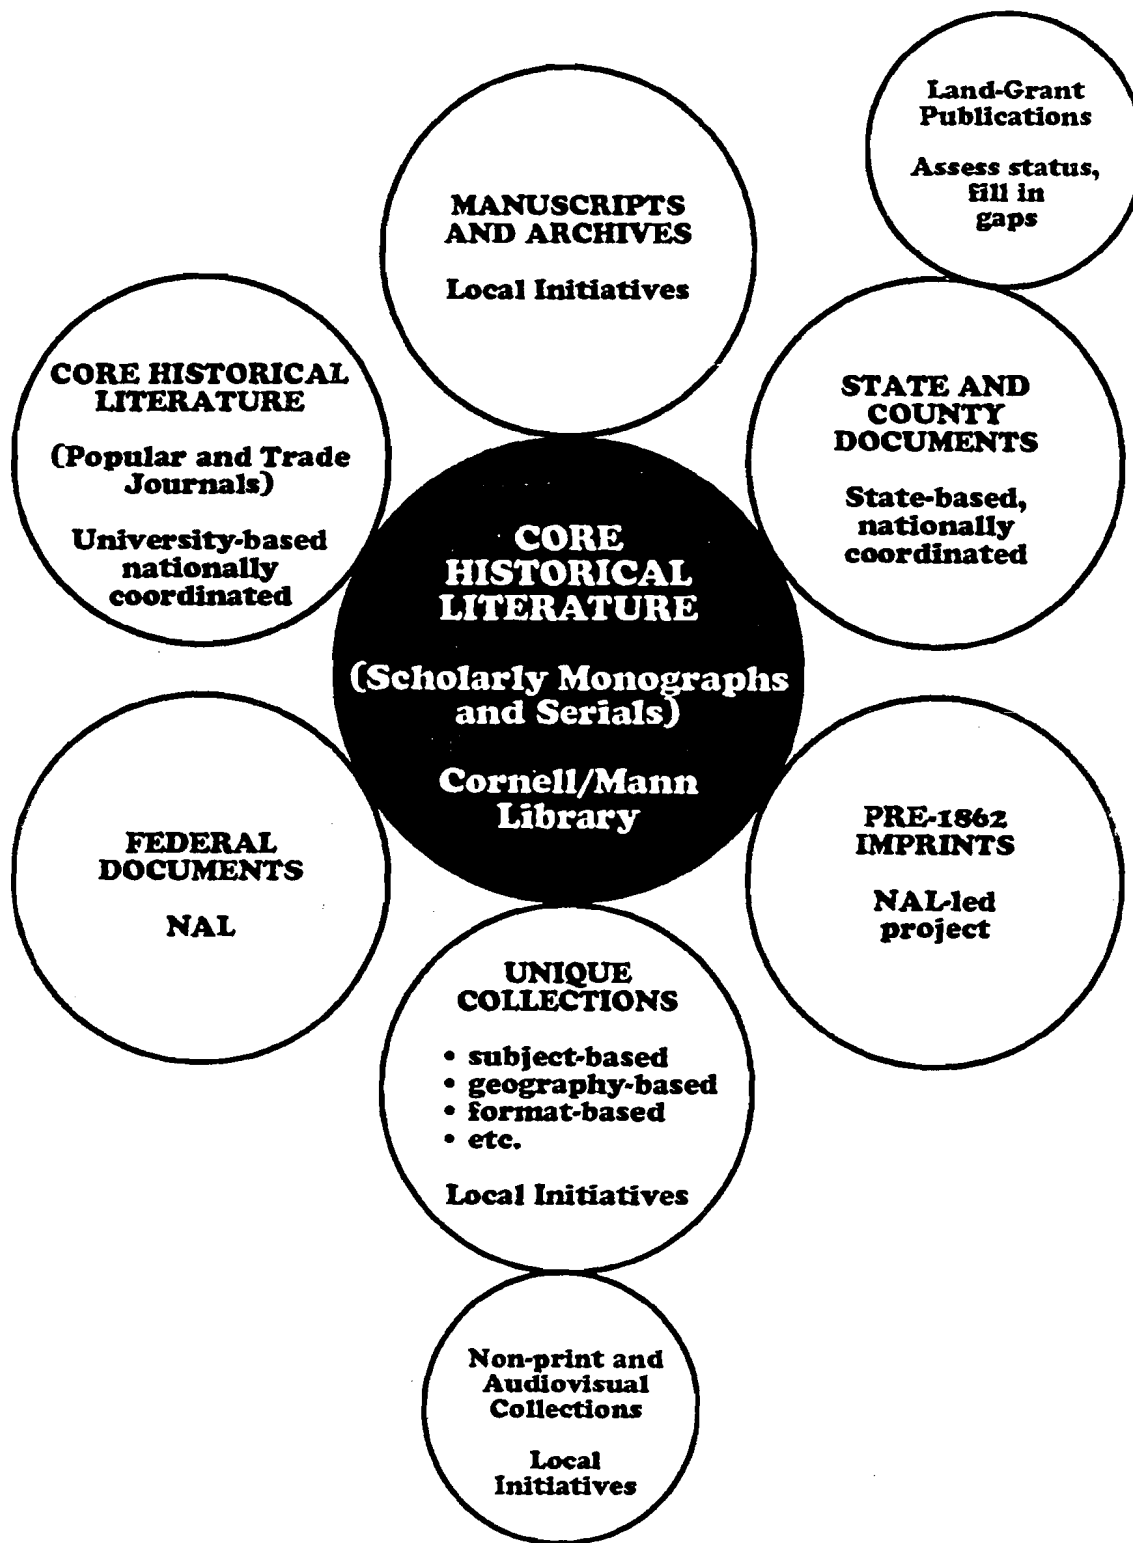 Land-Grant
Publications
Assess status,
fill in
gaps
MANUSCRIPTS
AND ARCHIVES
Local Initiatives
CORE HISTORICAL
LITERATURE
(Popular and Trade
Journals)
University-based
nationally
coordinated
STATE AND
COUNTY
DOCUMENTS
State-based,
nationally
coordinated
CORE
HISTORICAL
LITERATURE
(Scholarly Monographs
and Serials)
Cornell/Mann
Library
FEDERAL
DOCUMENTS
NAL
PRE-1862
IMPRINTS
NAL-led
project
UNIQUE
COLLECTIONS
• subject-based
• geography-based
• format-based
• etc.
Local Initiatives
Non-print and
Audiovisual
Collections
Local
Initiatives